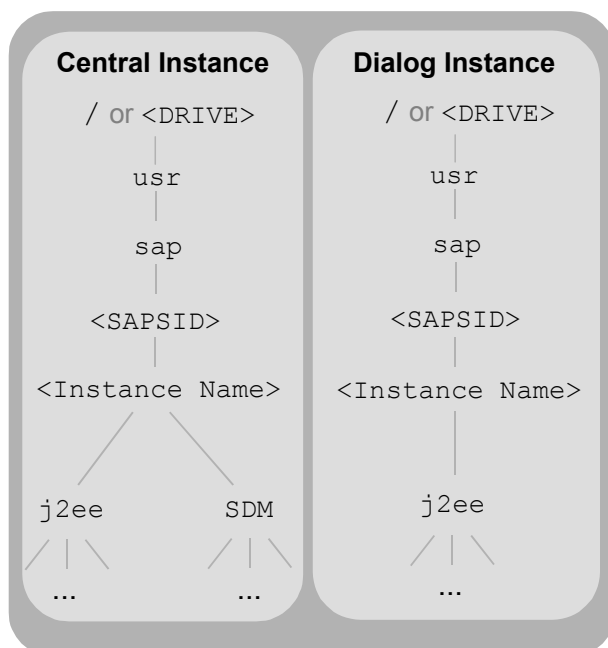 Central Instance
/ or <DRIVE>
usr
sap
<SAPSID>
<Instance Name>
j2ee SDM
... ...
Dialog Instance
/ or <DRIVE>
usr
sap
<SAPSID>
<Instance Name>
j2ee
...